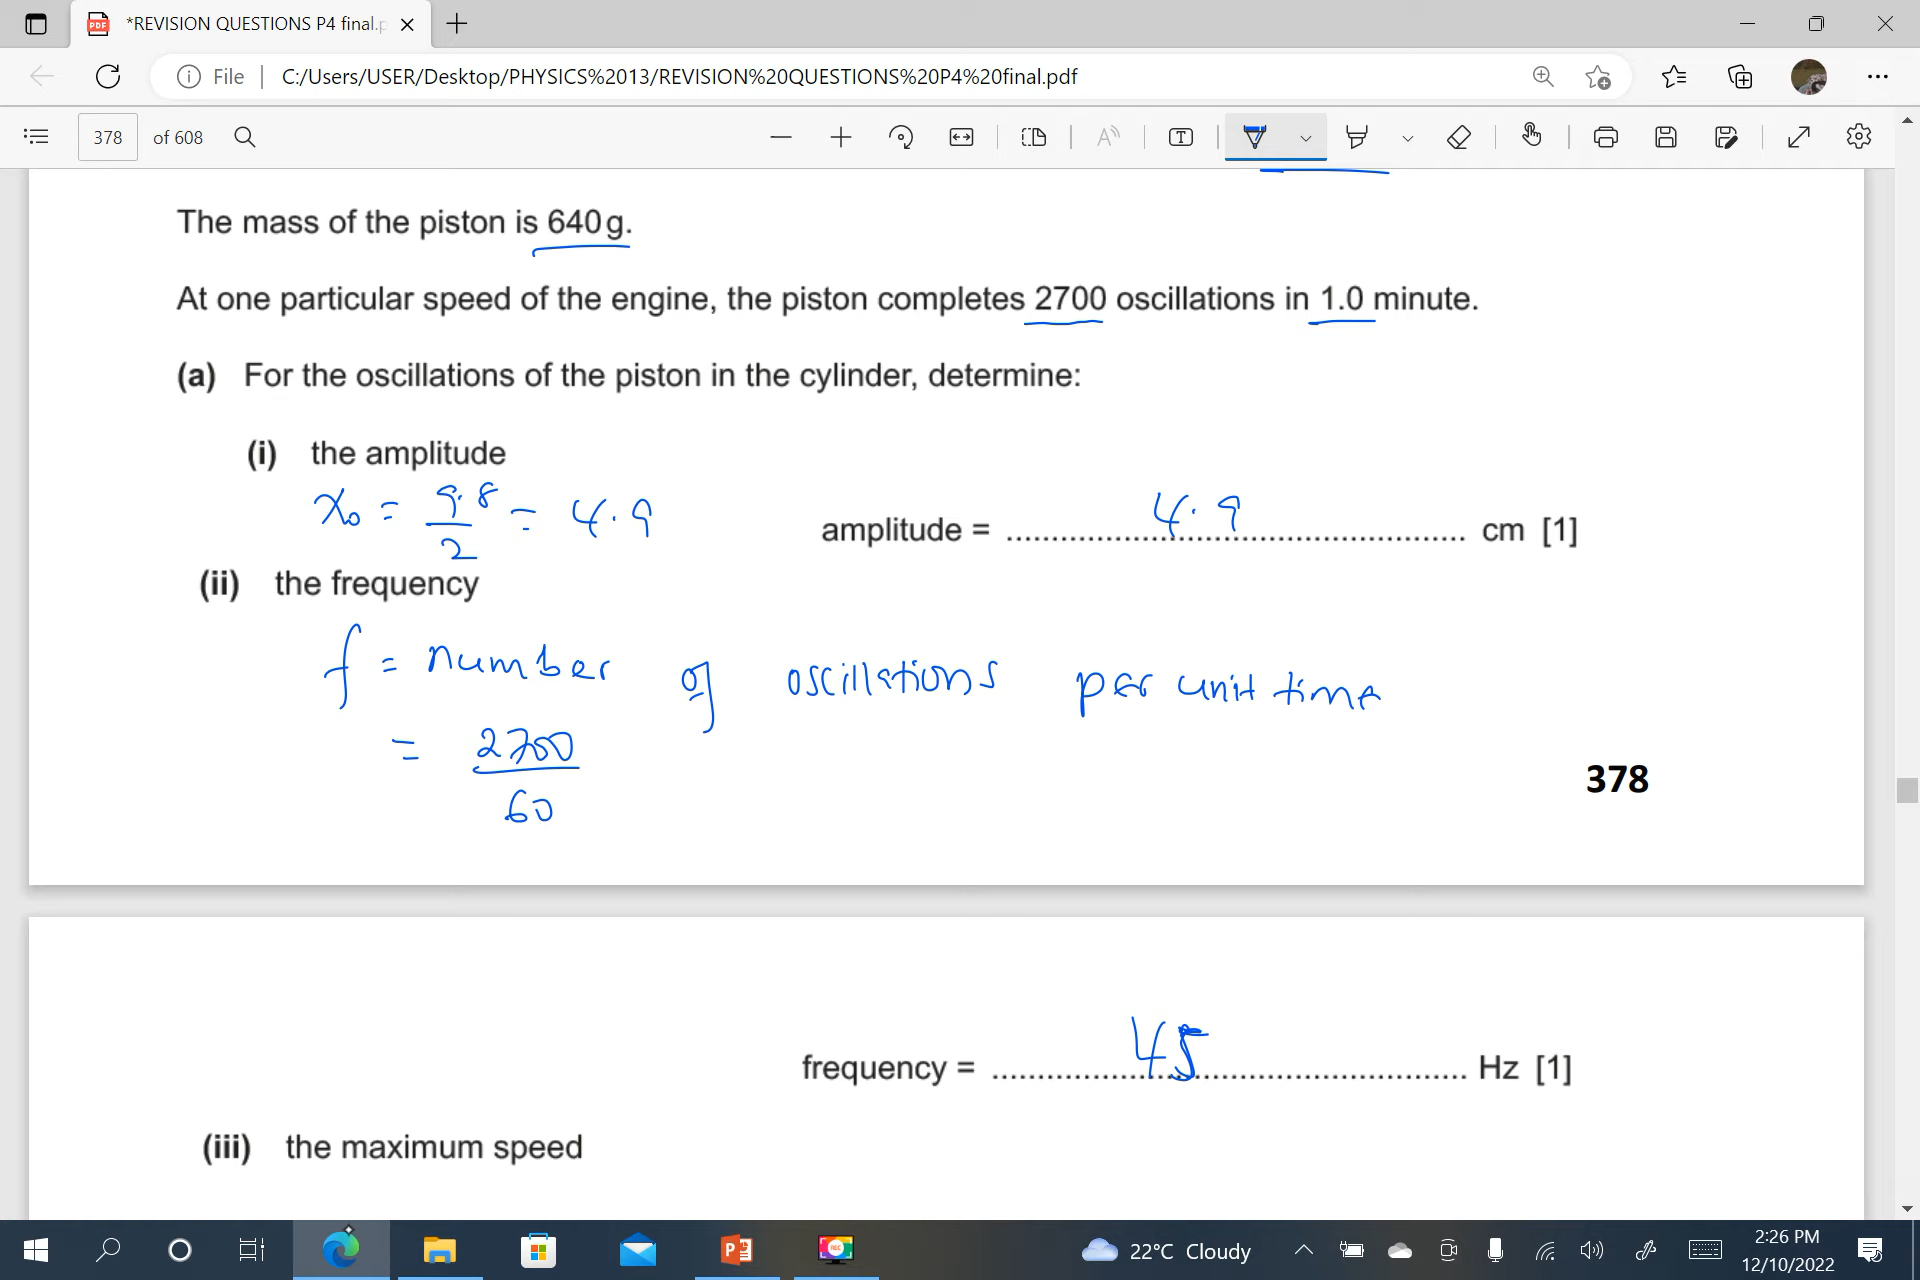 *REVISION QUESTIONS P4 final.p
File
C:/Users/USER/Desktop/PHYSICS%2013/REVISION%20QUESTIONS%20P4%20final.pdf
378 of 608
The mass of the piston is 640 g.
At one particular speed of the engine, the piston completes 2700 oscillations in 1.0 minute.
(a) For the oscillations of the piston in the cylinder, determine:
(i) the amplitude
x₀ = 9.8/2 = 4.9
amplitude = 4.9 cm [1]
(ii) the frequency
f = number of oscillations per unit time
= 2700/60
378
frequency = 45 Hz [1]
(iii) the maximum speed
22°C Cloudy
2:26 PM
12/10/2022